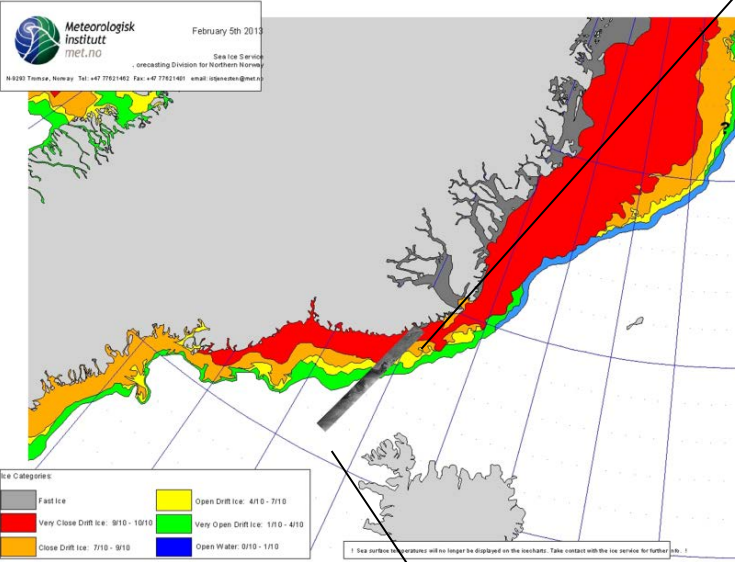 Meteorologisk
institutt
met.no
February 5th 2013
Sea Ice Service
. orecasting Division for Northern Norway
N-9293 Tromsø, Norway Tel: +47 77621462 Fax: +47 77621401 email: istjenesten@met.no
?
Ice Categories:
Fast Ice
Open Drift Ice: 4/10 - 7/10
Very Close Drift Ice: 9/10 - 10/10
Very Open Drift Ice: 1/10 - 4/10
Close Drift Ice: 7/10 - 9/10
Open Water: 0/10 - 1/10
! Sea surface temperatures will no longer be displayed on the icecharts. Take contact with the ice service for further info. !